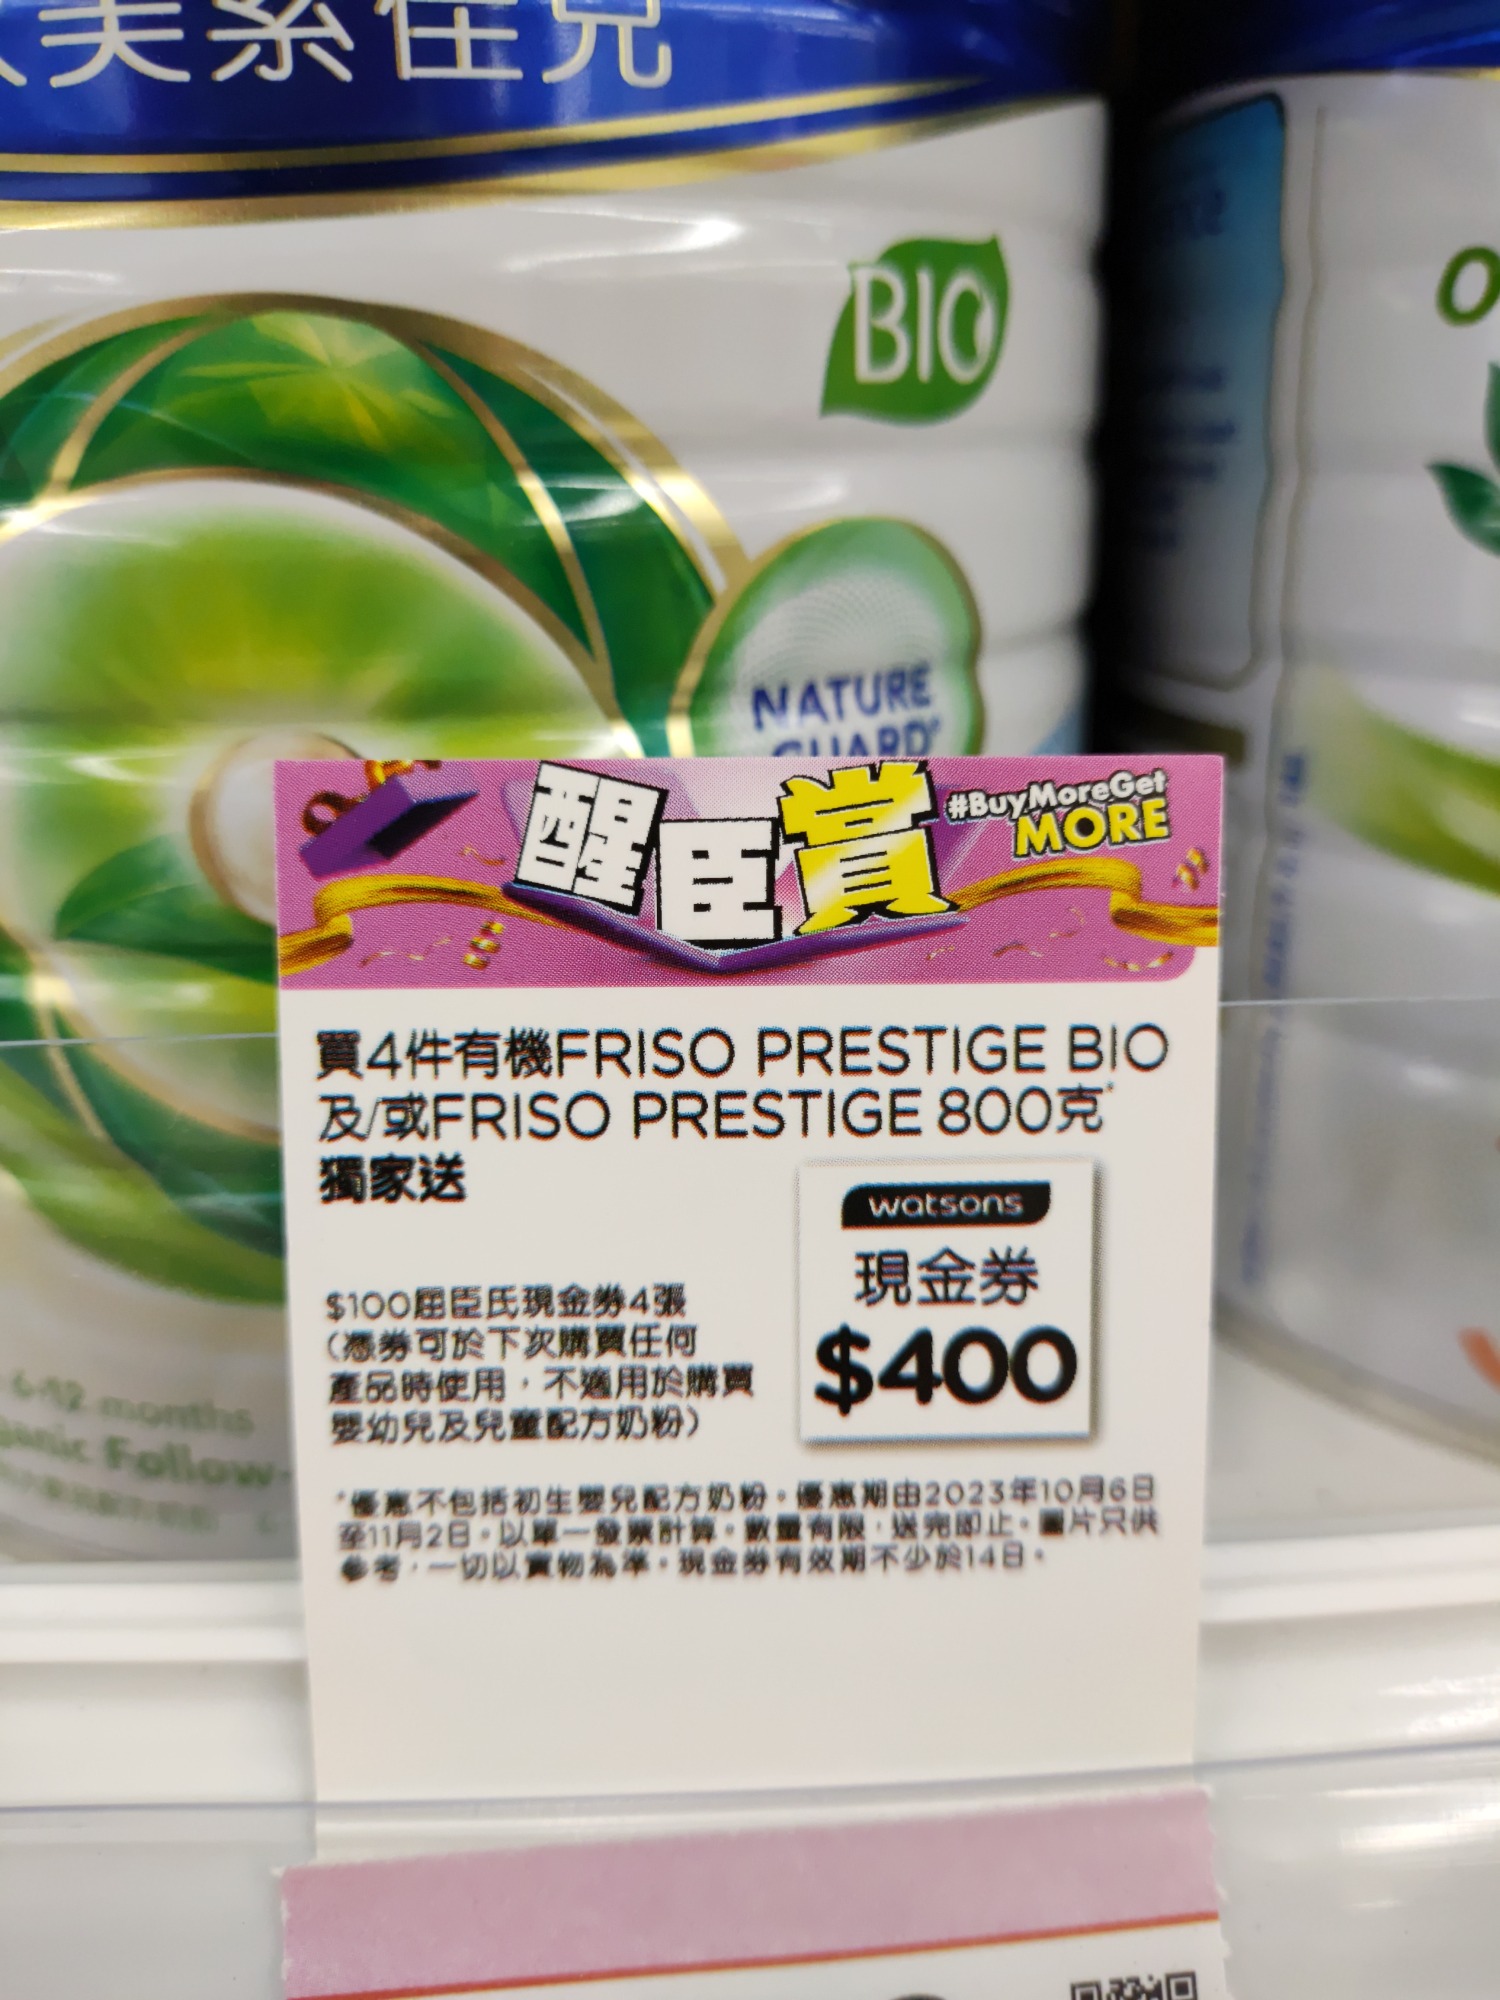 美素佳兒
BIO
NATURE
GUARD
醒臣賞
#BuyMoreGet
MORE
買4件有機FRISO PRESTIGE BIO
及/或FRISO PRESTIGE 800克*
獨家送
watsons
現金券
$400
$100屈臣氏現金券4張
(憑券可於下次購買任何
產品時使用，不適用於購買
嬰幼兒及兒童配方奶粉)
*優惠不包括初生嬰兒配方奶粉。優惠期由2023年10月6日
至11月2日。以單一發票計算。數量有限，送完即止。圖片只供
參考，一切以實物為準。現金券有效期不少於14日。
6-12 months
Follow-